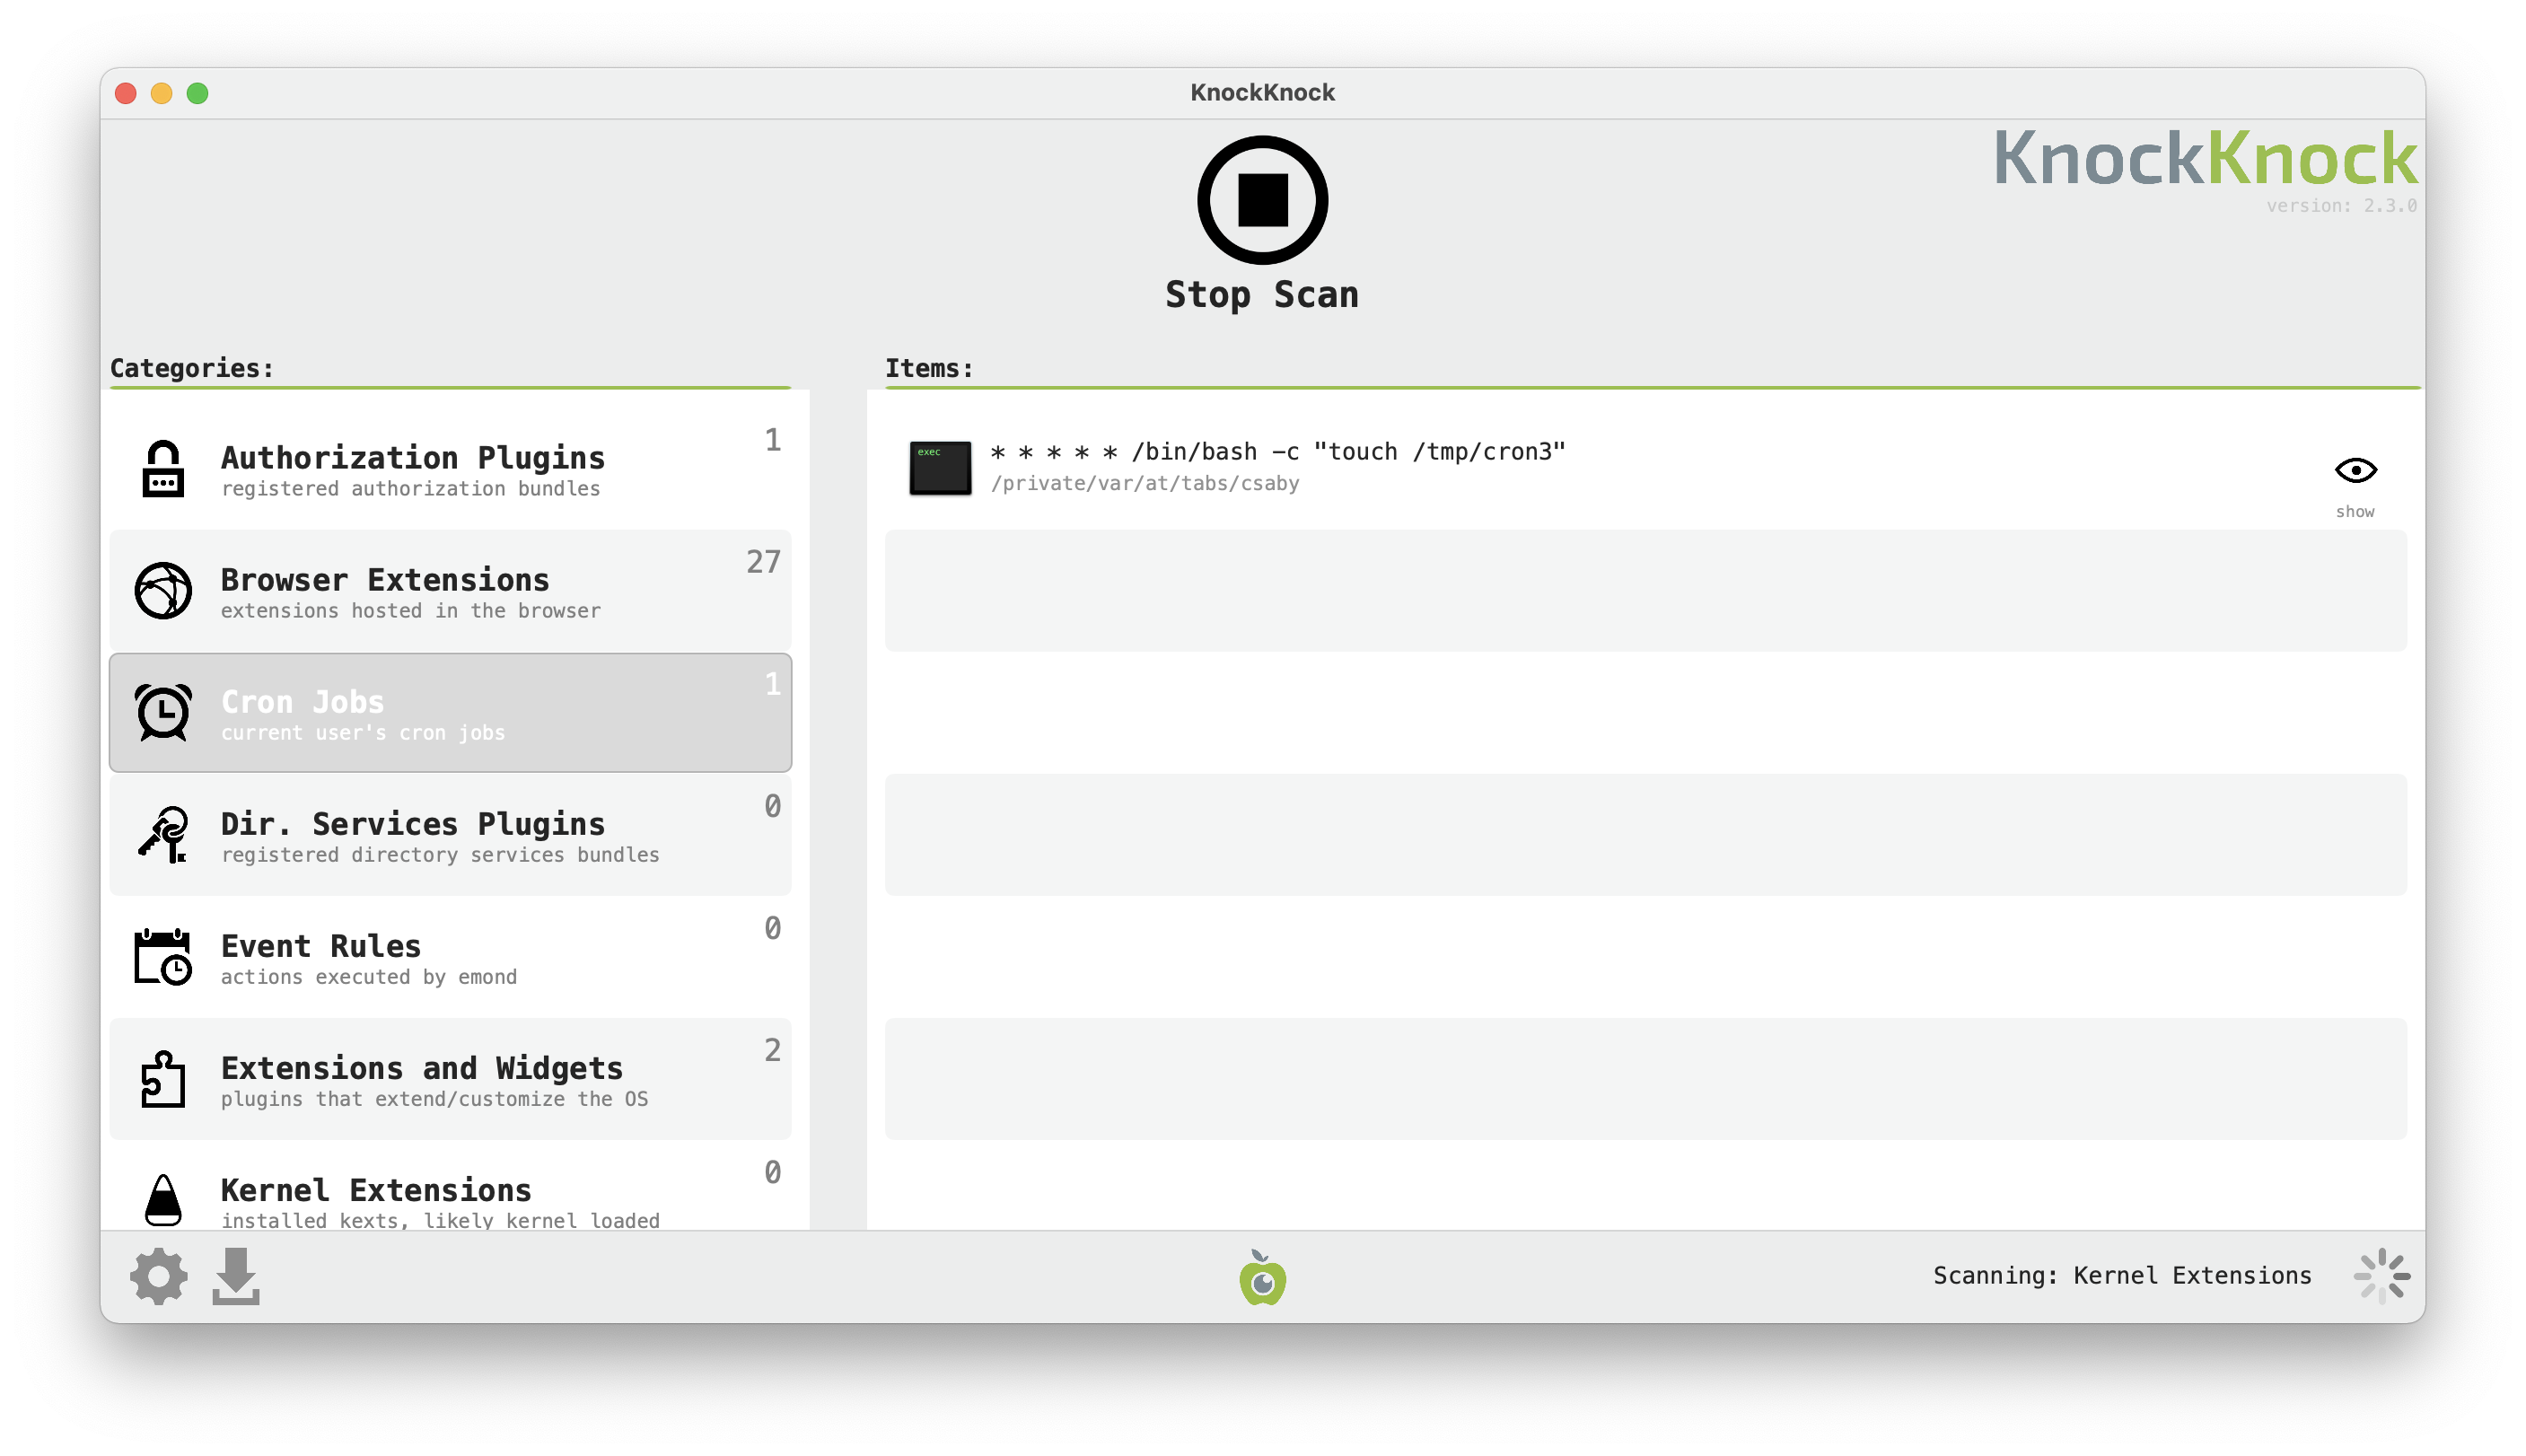 KnockKnock
KnockKnock
version: 2.3.0
Stop Scan
Categories:
Items:
Authorization Plugins
1
registered authorization bundles
Browser Extensions
27
extensions hosted in the browser
Cron Jobs
1
current user's cron jobs
Dir. Services Plugins
0
registered directory services bundles
Event Rules
0
actions executed by emond
Extensions and Widgets
2
plugins that extend/customize the OS
Kernel Extensions
0
installed kexts, likely kernel loaded
exec
* * * * * /bin/bash -c "touch /tmp/cron3"
/private/var/at/tabs/csaby
show
Scanning: Kernel Extensions